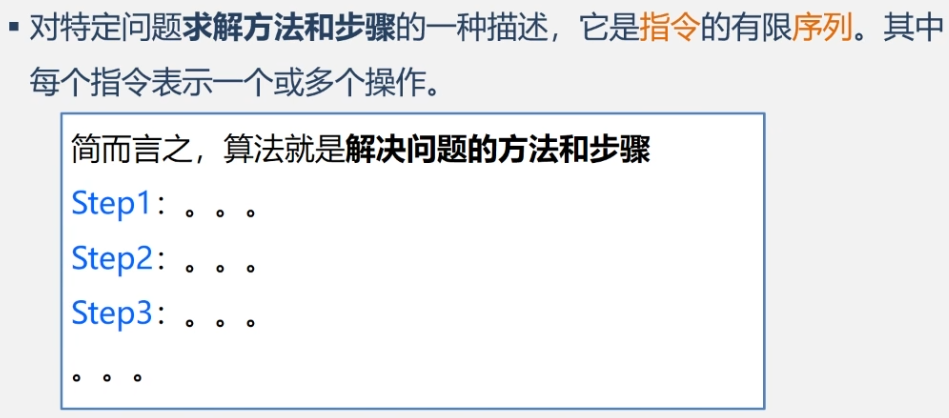 ▪ 对特定问题求解方法和步骤的一种描述，它是指令的有限序列。其中
每个指令表示一个或多个操作。
简而言之，算法就是解决问题的方法和步骤
Step1：。。。
Step2：。。。
Step3：。。。
。。。